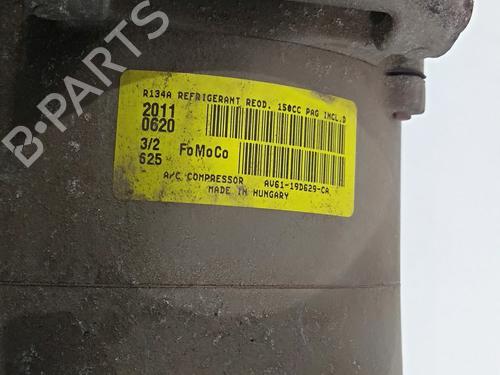 B-PARTS
R134A REFRIGERANT REQD. 150CC PAG INCL.D
2011
0620
3/2
625
FoMoCo
A/C COMPRESSOR AV61-19D629-CA
MADE IN HUNGARY